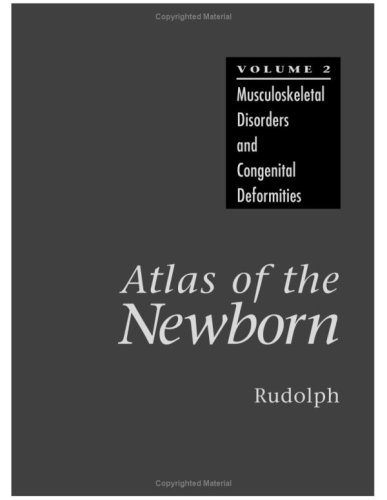 Copyrighted Material
VOLUME 2
Musculoskeletal
Disorders
and
Congenital
Deformities
Atlas of the
Newborn
Rudolph
Copyrighted Material